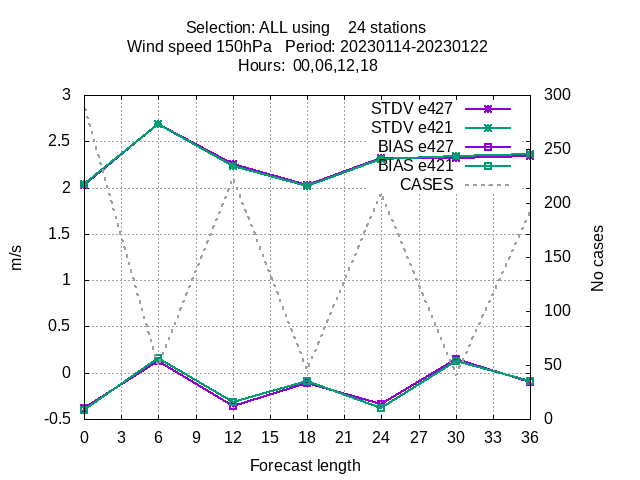 Selection: ALL using    24 stations
Wind speed 150hPa   Period: 20230114-20230122
Hours:  00,06,12,18
STDV e427
STDV e421
BIAS e427
BIAS e421
CASES
3
2.5
2
1.5
1
0.5
0
-0.5
m/s
300
250
200
150
100
50
0
No cases
0 3 6 9 12 15 18 21 24 27 30 33 36
Forecast length